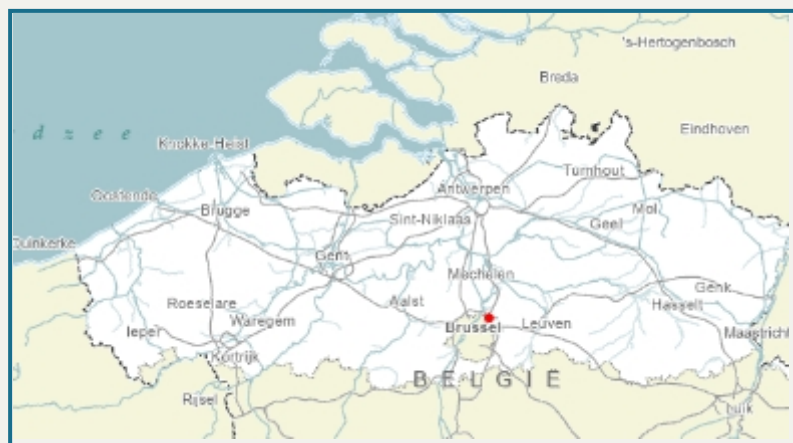 's-Hertogenbosch
Breda
d z e e
Eindhoven
Knokke-Heist
Turnhout
Antwerpen
Oostende
Mol
Brugge
Sint-Niklaas
Geel
Duinkerke
Gent
Mechelen
Genk
Roeselare
Aalst
Hasselt
Waregem
Brussel
Leuven
Ieper
Maastricht
Kortrijk
BELGIË
Rijsel
Luik